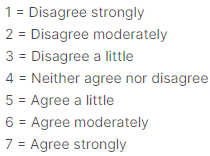 1 = Disagree strongly
2 = Disagree moderately
3 = Disagree a little
4 = Neither agree nor disagree
5 = Agree a little
6 = Agree moderately
7 = Agree strongly